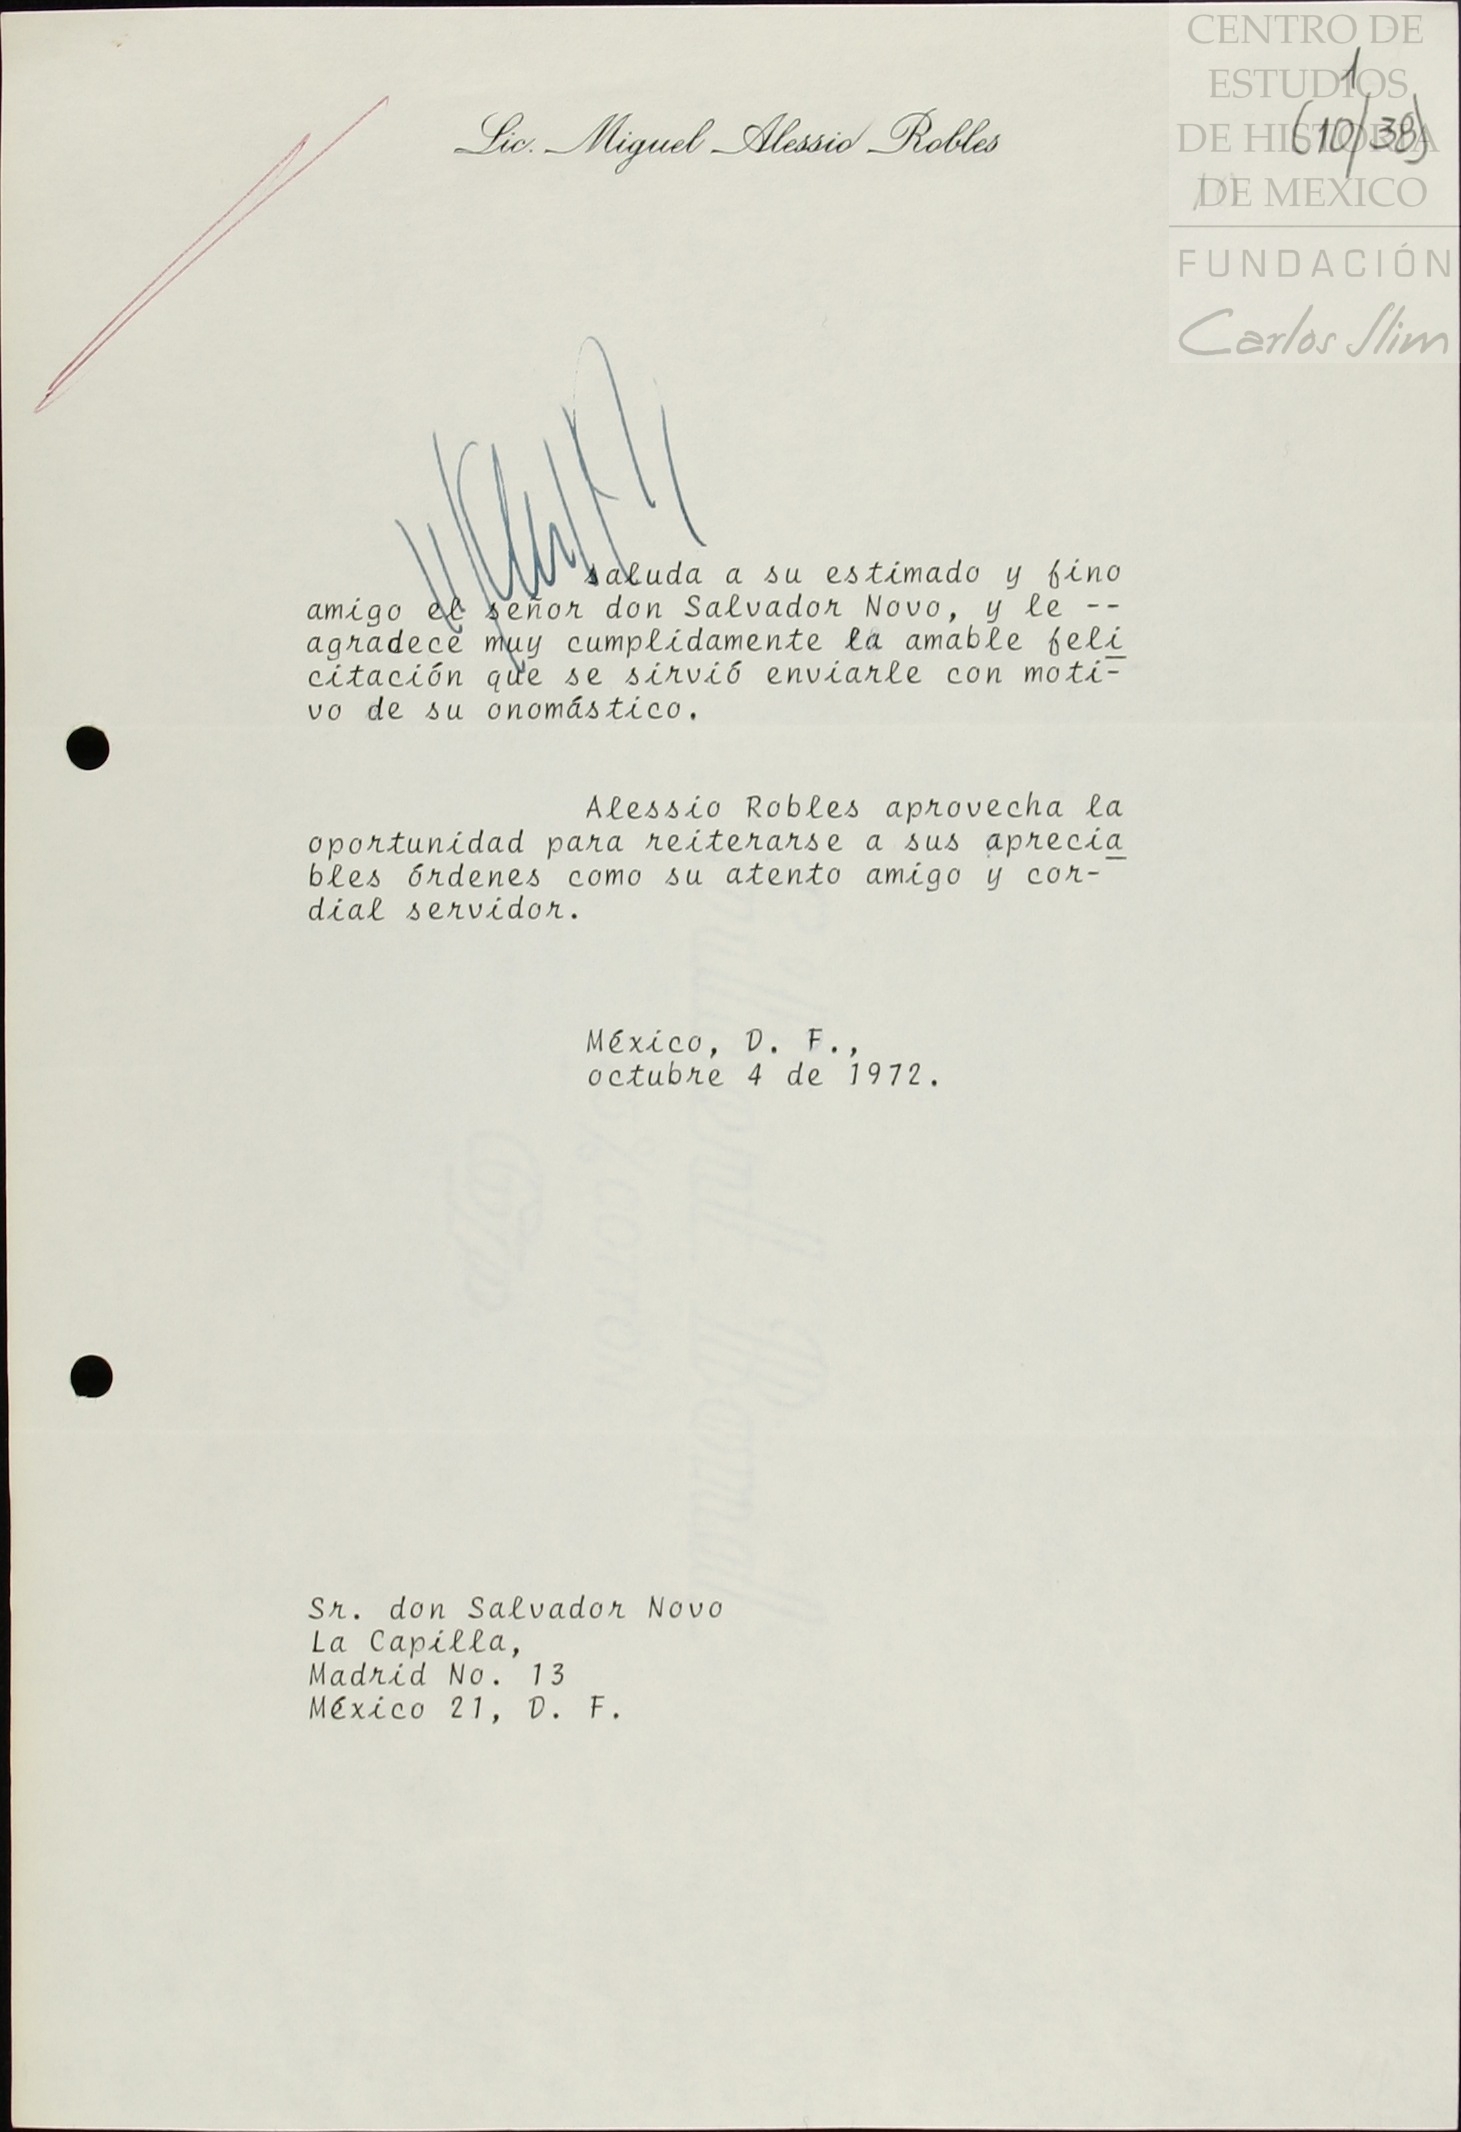 CENTRO DE
ESTUDIOS
DE HISTORIA
DE MEXICO
FUNDACIÓN
Carlos Slim
1
(10/38)
Lic. Miguel Alessio Robles
saluda a su estimado y fino
amigo el señor don Salvador Novo, y le --
agradece muy cumplidamente la amable feli
citación que se sirvió enviarle con moti-
vo de su onomástico.
Alessio Robles aprovecha la
oportunidad para reiterarse a sus aprecia
bles órdenes como su atento amigo y cor-
dial servidor.
México, D. F.,
octubre 4 de 1972.
Sr. don Salvador Novo
La Capilla,
Madrid No. 13
México 21, D. F.